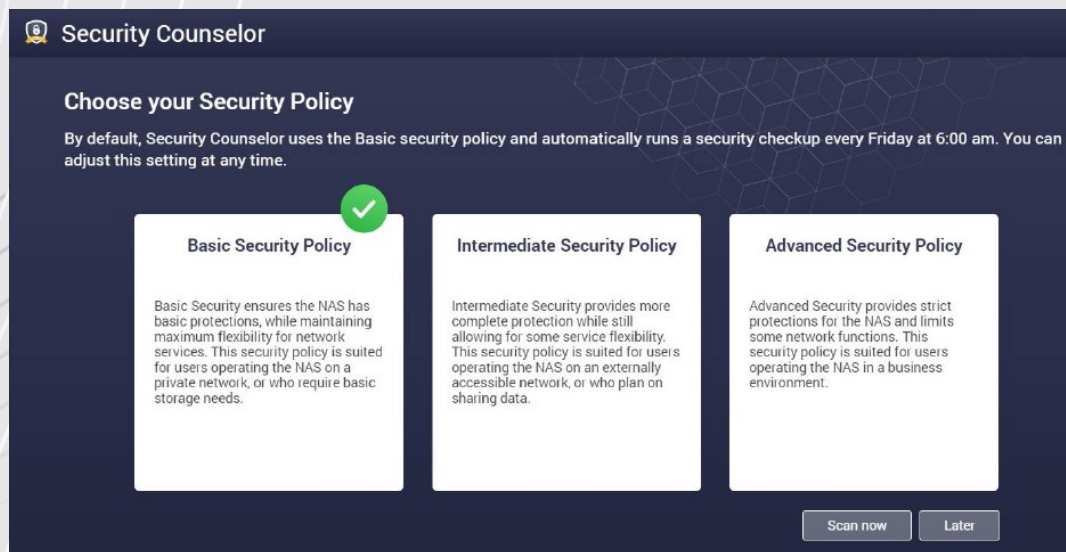 Security Counselor
Choose your Security Policy
By default, Security Counselor uses the Basic security policy and automatically runs a security checkup every Friday at 6:00 am. You can
adjust this setting at any time.
Basic Security Policy
Basic Security ensures the NAS has
basic protections, while maintaining
maximum flexibility for network
services. This security policy is suited
for users operating the NAS on a
private network, or who require basic
storage needs.
Intermediate Security Policy
Intermediate Security provides more
complete protection while still
allowing for some service flexibility.
This security policy is suited for users
operating the NAS on an externally
accessible network, or who plan on
sharing data.
Advanced Security Policy
Advanced Security provides strict
protections for the NAS and limits
some network functions. This
security policy is suited for users
operating the NAS in a business
environment.
Scan now
Later